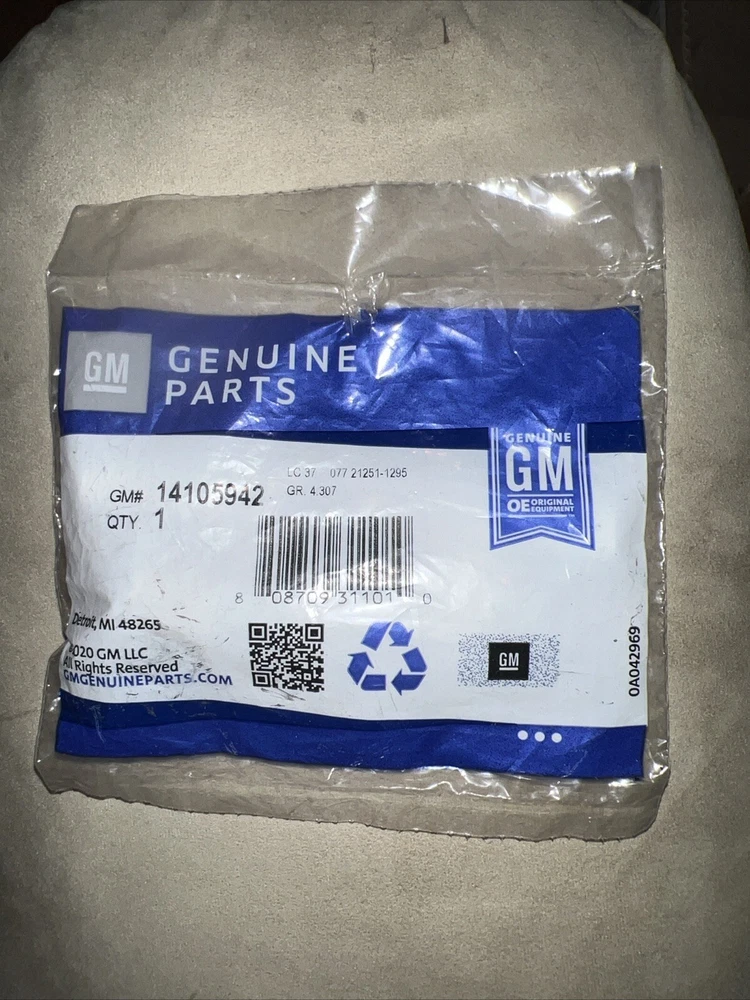 GM
GENUINE
PARTS
LC 37 077 21251-1295
GM# 14105942
GR. 4.307
QTY. 1
GENUINE
GM
OE ORIGINAL
EQUIPMENT
8 08709 31101 0
Detroit, MI 48265
2020 GM LLC
All Rights Reserved
GMGENUINEPARTS.COM
GM
0A042969